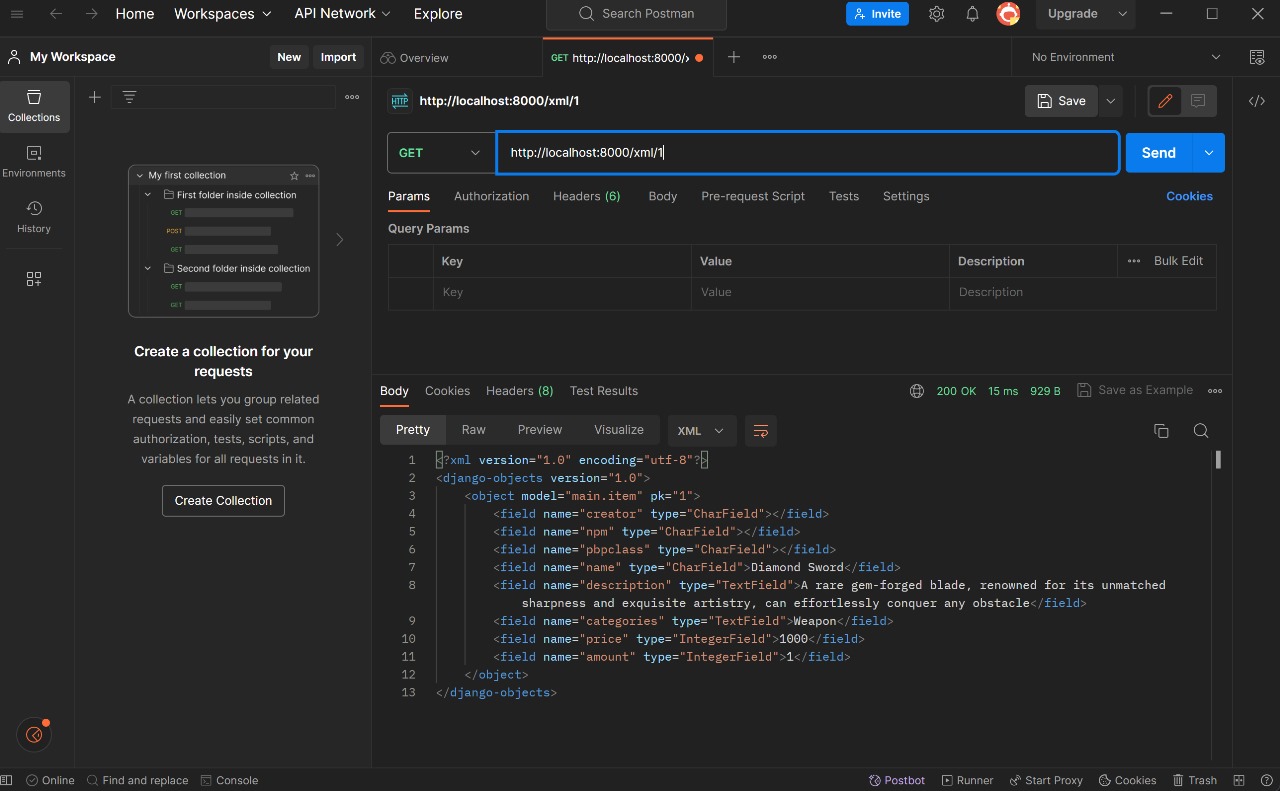 Home Workspaces API Network Explore Search Postman Invite Upgrade
My Workspace New Import Overview GET http://localhost:8000/x No Environment
Collections
Environments
History
My first collection
First folder inside collection
GET
POST
GET
Second folder inside collection
GET
GET
Create a collection for your
requests
A collection lets you group related
requests and easily set common
authorization, tests, scripts, and
variables for all requests in it.
Create Collection
HTTP http://localhost:8000/xml/1 Save
GET http://localhost:8000/xml/1 Send
Params Authorization Headers (6) Body Pre-request Script Tests Settings Cookies
Query Params
Key Value Description Bulk Edit
Key Value Description
Body Cookies Headers (8) Test Results 200 OK 15 ms 929 B Save as Example
Pretty Raw Preview Visualize XML
1 <?xml version="1.0" encoding="utf-8"?>
2 <django-objects version="1.0">
3 <object model="main.item" pk="1">
4 <field name="creator" type="CharField"></field>
5 <field name="npm" type="CharField"></field>
6 <field name="pbpclass" type="CharField"></field>
7 <field name="name" type="CharField">Diamond Sword</field>
8 <field name="description" type="TextField">A rare gem-forged blade, renowned for its unmatched
sharpness and exquisite artistry, can effortlessly conquer any obstacle</field>
9 <field name="categories" type="TextField">Weapon</field>
10 <field name="price" type="IntegerField">1000</field>
11 <field name="amount" type="IntegerField">1</field>
12 </object>
13 </django-objects>
Online Find and replace Console Postbot Runner Start Proxy Cookies Trash